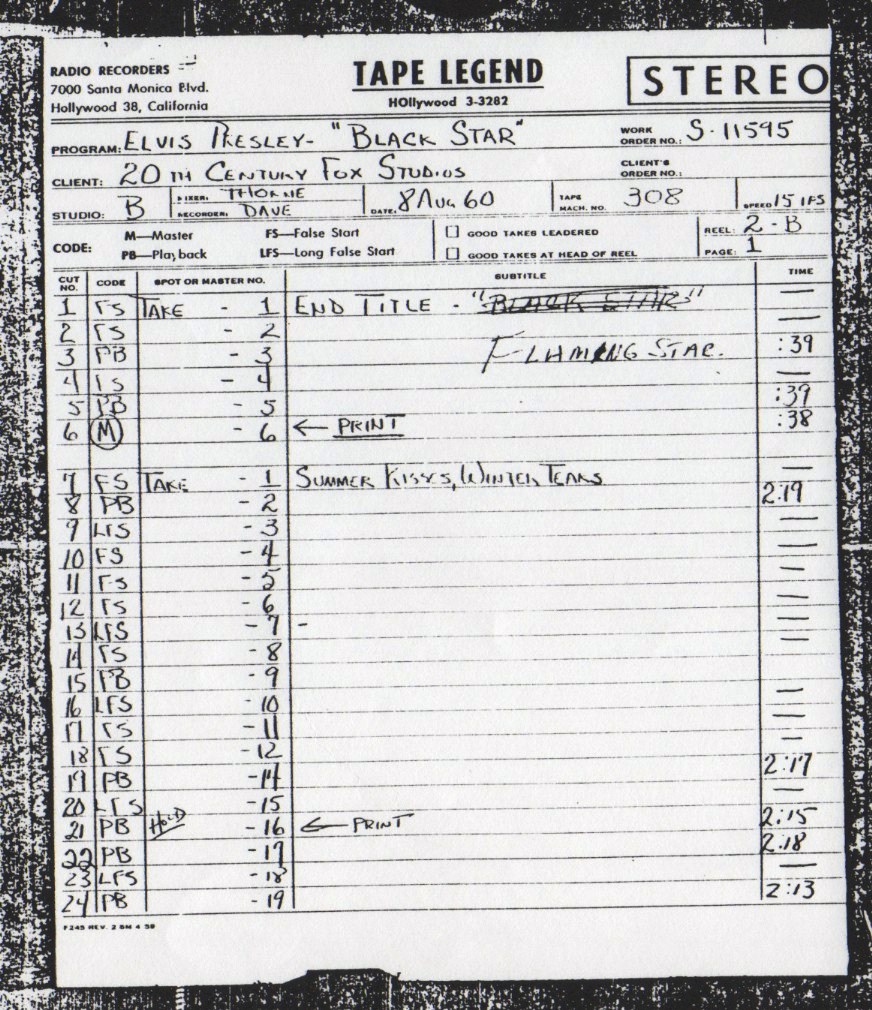 RADIO RECORDERS
7000 Santa Monica Blvd.
Hollywood 38, California
TAPE LEGEND
HOllywood 3-3282
STEREO
PROGRAM: ELVIS PRESLEY- "BLACK STAR"
WORK ORDER NO.: S-11595
CLIENT: 20TH CENTURY FOX STUDIOS
CLIENT'S ORDER NO.:
STUDIO: B
MIXER: THORNE
RECORDER: DAVE
DATE: 8 AUG 60
TAPE MACH. NO. 308
SPEED 15 IPS
CODE:
M—Master
FS—False Start
PB—Playback
LFS—Long False Start
GOOD TAKES LEADERED
GOOD TAKES AT HEAD OF REEL
REEL: 2-B
PAGE: 1
CUT NO. CODE SPOT OR MASTER NO. SUBTITLE TIME
1 FS TAKE - 1 END TITLE - "BLACK STAR" —
2 FS - 2 —
3 PB - 3 FLAMING STAR. :39
4 FS - 4 —
5 PB - 5 :39
6 M - 6 ← PRINT :38
7 FS TAKE - 1 SUMMER KISSES, WINTER TEARS —
8 PB - 2 2:19
9 LFS - 3 —
10 FS - 4 —
11 FS - 5 —
12 FS - 6 —
13 LFS - 7 - —
14 FS - 8 —
15 PB - 9
16 LFS - 10 —
17 FS - 11 —
18 FS - 12 —
19 PB - 14 2:17
20 LFS - 15 —
21 PB HOLD - 16 ← PRINT 2:15
22 PB - 17 2:18
23 LFS - 18 —
24 PB - 19 2:13
F245 REV. 2 5M 4 59